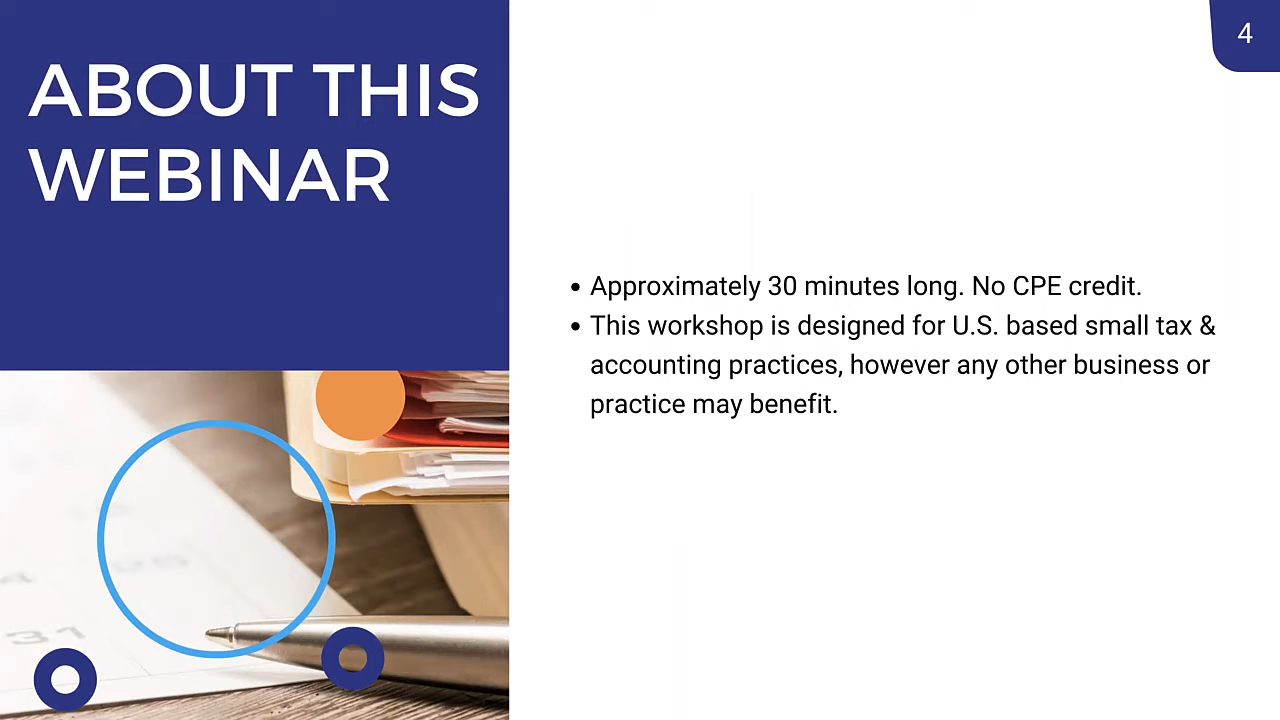 ABOUT THIS
WEBINAR
4
• Approximately 30 minutes long. No CPE credit.
• This workshop is designed for U.S. based small tax &
accounting practices, however any other business or
practice may benefit.
31